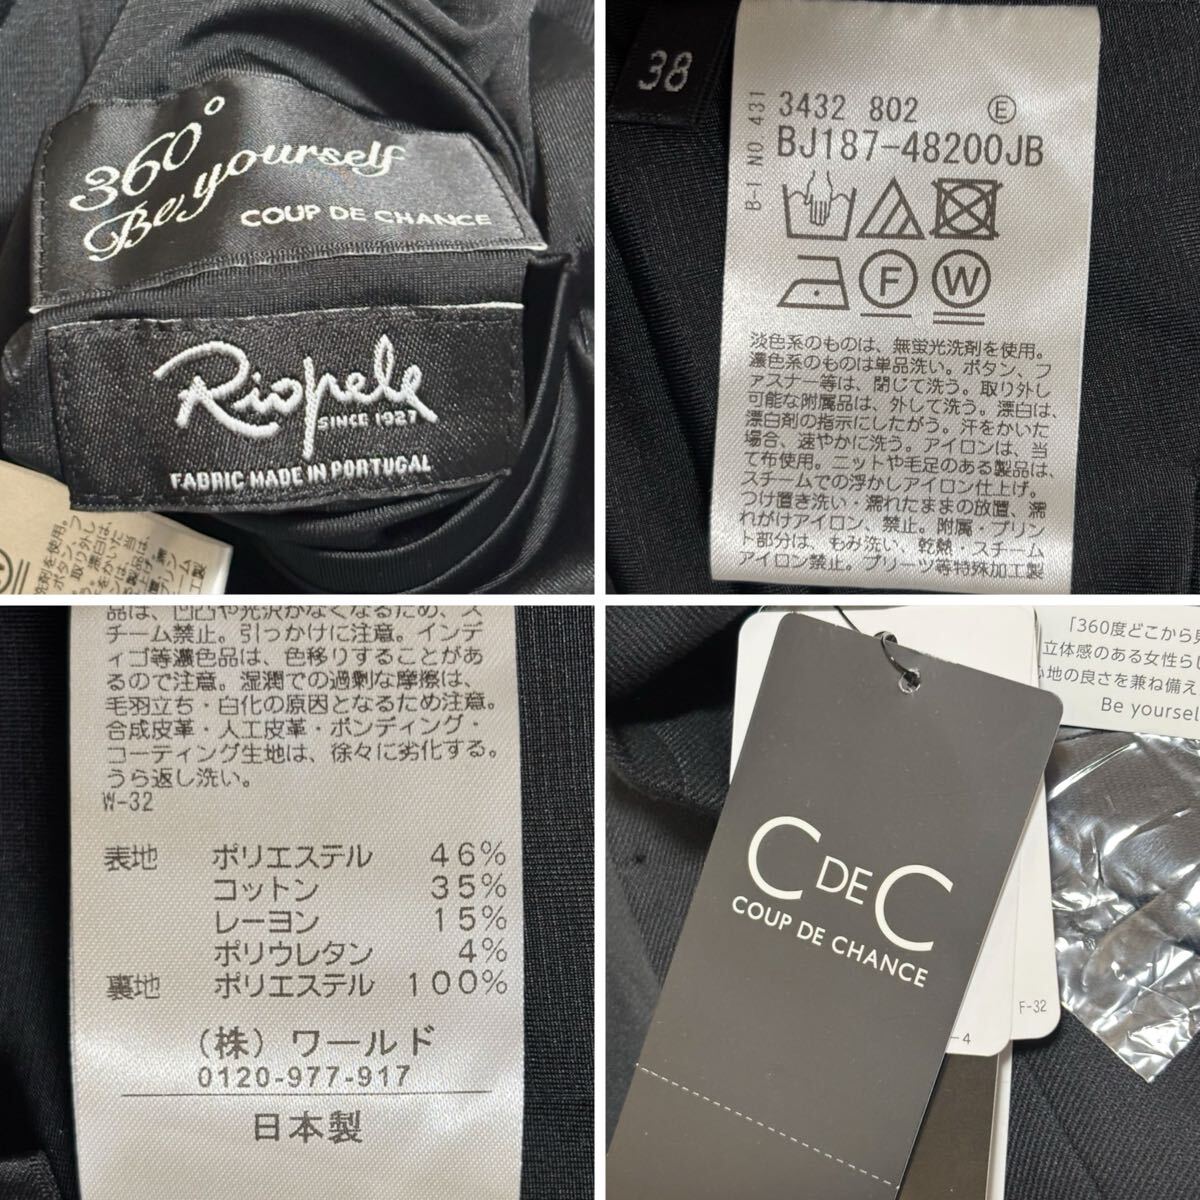 360°
Be yourself
COUP DE CHANCE
Riopele
SINCE 1927
FABRIC MADE IN PORTUGAL
38
B-1 NO 431
3432 802 Ⓔ
BJ187-48200JB
F
W
淡色系のものは、無蛍光洗剤を使用。
濃色系のものは単品洗い。ボタン、フ
ァスナー等は、閉じて洗う。取り外し
可能な附属品は、外して洗う。漂白は、
漂白剤の指示にしたがう。汗をかいた
場合、速やかに洗う。アイロンは、当
て布使用。ニットや毛足のある製品は、
スチームでの浮かしアイロン仕上げ。
つけ置き洗い・濡れたままの放置、濡
れがけアイロン、禁止。附属・プリン
ト部分は、もみ洗い、乾熱・スチーム
アイロン禁止。プリーツ等特殊加工製
品は、凹凸や光沢がなくなるため、ス
チーム禁止。引っかけに注意。インデ
ィゴ等濃色品は、色移りすることがあ
るので注意。湿潤での過剰な摩擦は、
毛羽立ち・白化の原因となるため注意。
合成皮革・人工皮革・ボンディング・
コーティング生地は、徐々に劣化する。
うら返し洗い。
W-32
表地 ポリエステル 46%
コットン 35%
レーヨン 15%
ポリウレタン 4%
裏地 ポリエステル 100%
(株) ワールド
0120-977-917
日本製
「360度どこから見
立体感のある女性らし
心地の良さを兼ね備え
Be yourself
C DE C
COUP DE CHANCE
F-32
-4